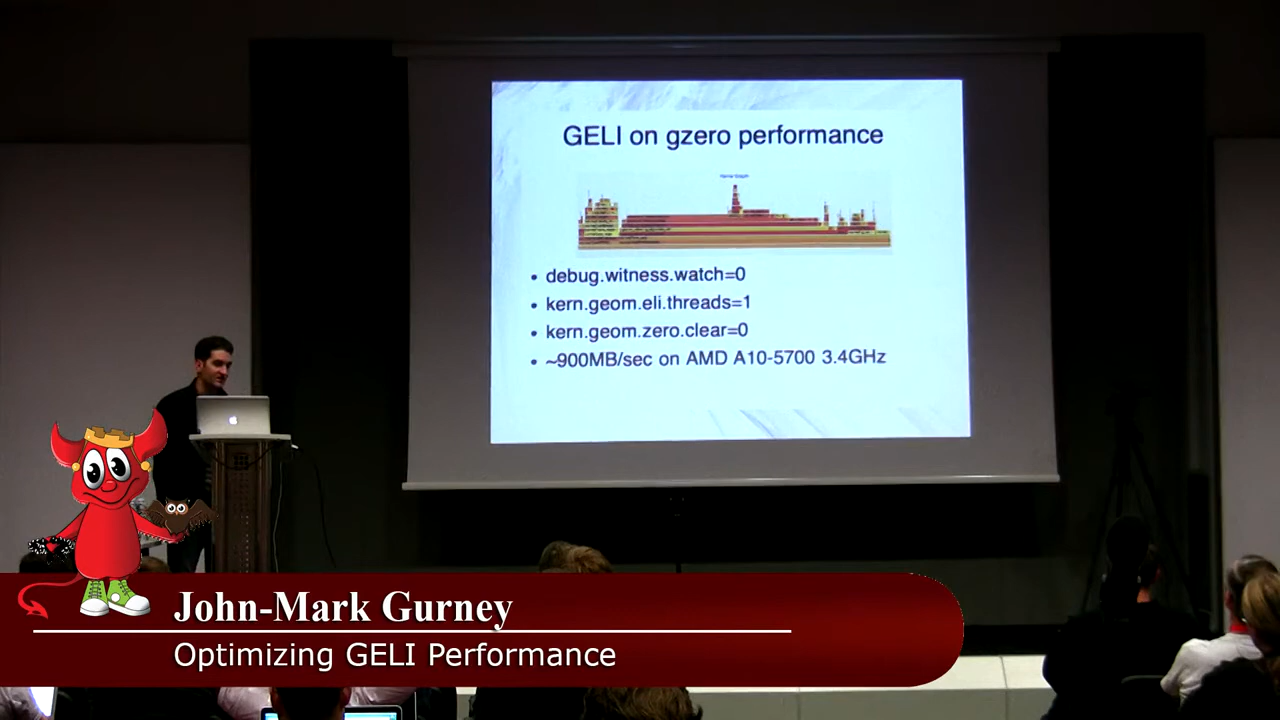 GELI on gzero performance
• debug.witness.watch=0
• kern.geom.eli.threads=1
• kern.geom.zero.clear=0
• ~900MB/sec on AMD A10-5700 3.4GHz
John-Mark Gurney
Optimizing GELI Performance